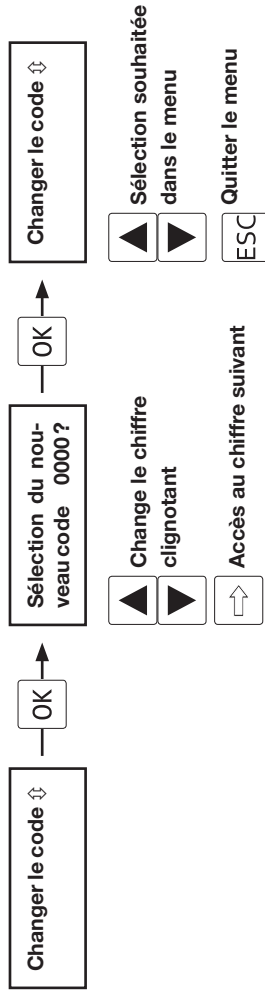 Changer le code ⇳
OK
Sélection du nou-
veau code 0000 ?
OK
Changer le code ⇳
Change le chiffre
clignotant
⇨ Accès au chiffre suivant
Sélection souhaitée
dans le menu
ESC Quitter le menu